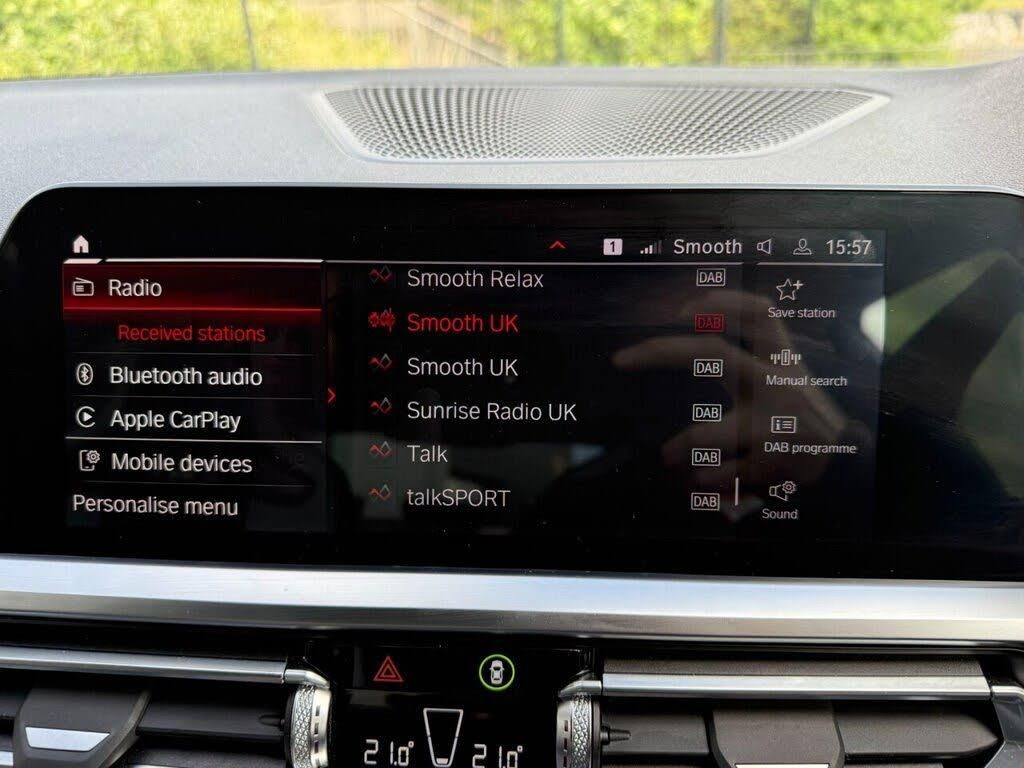 1 Smooth 15:57
Radio
Received stations
Bluetooth audio
Apple CarPlay
Mobile devices
Personalise menu
Smooth Relax DAB
Smooth UK DAB
Smooth UK DAB
Sunrise Radio UK DAB
Talk DAB
talkSPORT DAB
Save station
Manual search
DAB programme
Sound
21.0° 21.0°